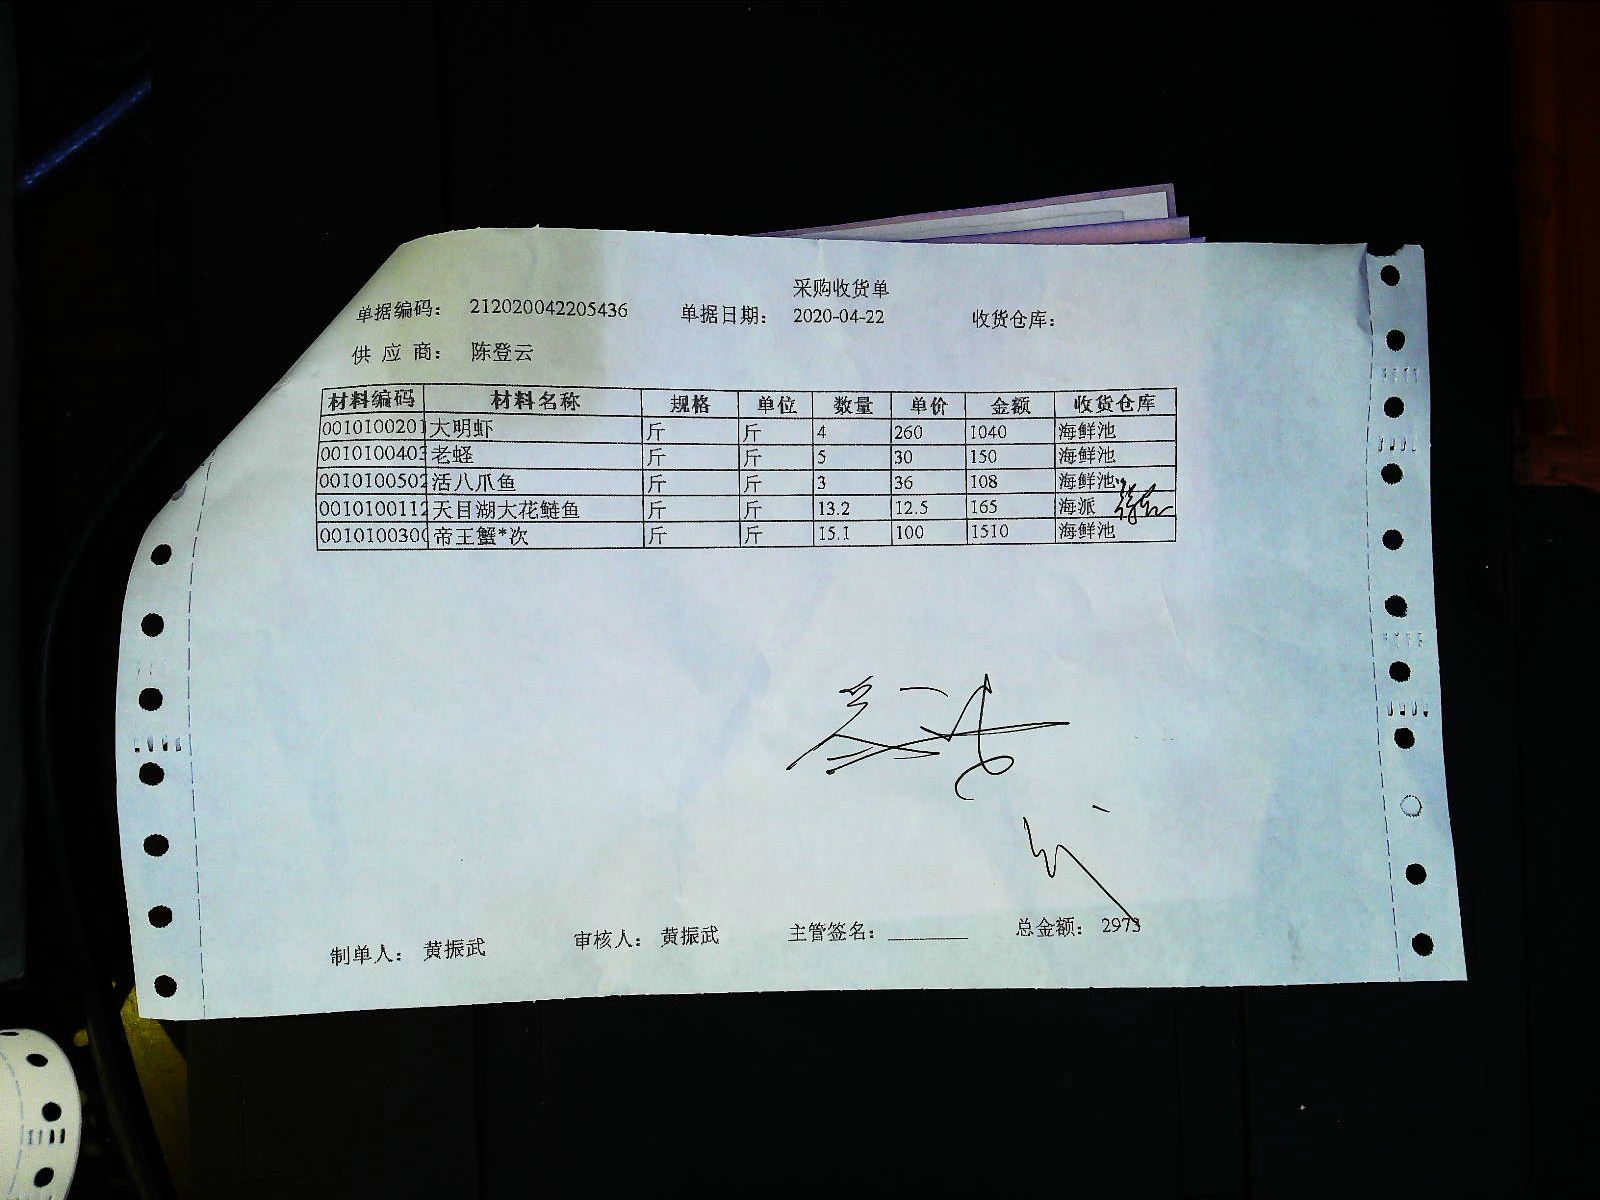 采购收货单
单据编码： 212020042205436 单据日期： 2020-04-22 收货仓库：
供 应 商： 陈登云
材料编码 材料名称 规格 单位 数量 单价 金额 收货仓库
0010100201 大明虾 斤 斤 4 260 1040 海鲜池
001010040 老蛏 斤 斤 5 30 150 海鲜池
001010050 活八爪鱼 斤 斤 3 36 108 海鲜池
001010011 天目湖大花鲢鱼 斤 斤 13.2 12.5 165 海派
001010030 帝王蟹*次 斤 斤 15.1 100 1510 海鲜池
制单人： 黄振武 审核人： 黄振武 主管签名：________ 总金额： 2973